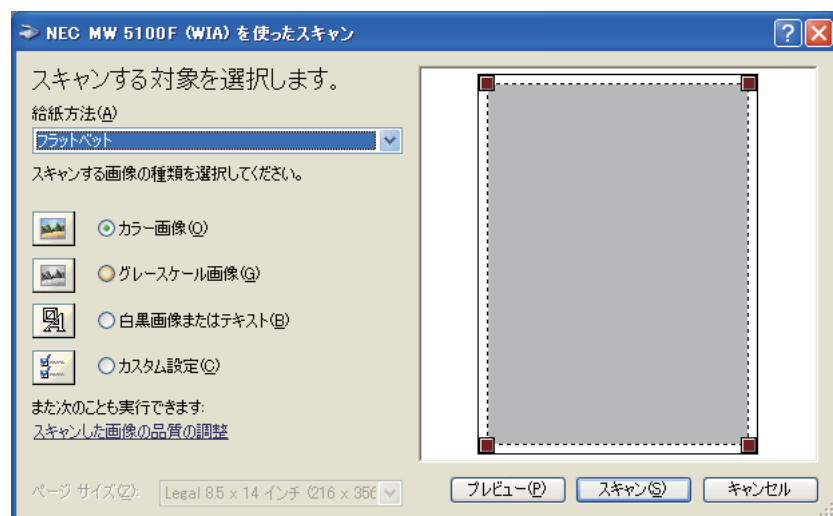 NEC MW 5100F (WIA) を使ったスキャン
スキャンする対象を選択します。
給紙方法(A)
フラットベット
スキャンする画像の種類を選択してください。
カラー画像(O)
グレースケール画像(G)
白黒画像またはテキスト(B)
カスタム設定(C)
また次のことも実行できます:
スキャンした画像の品質の調整
ページ サイズ(Z): Legal 8.5 x 14 インチ (216 x 356
プレビュー(P) スキャン(S) キャンセル